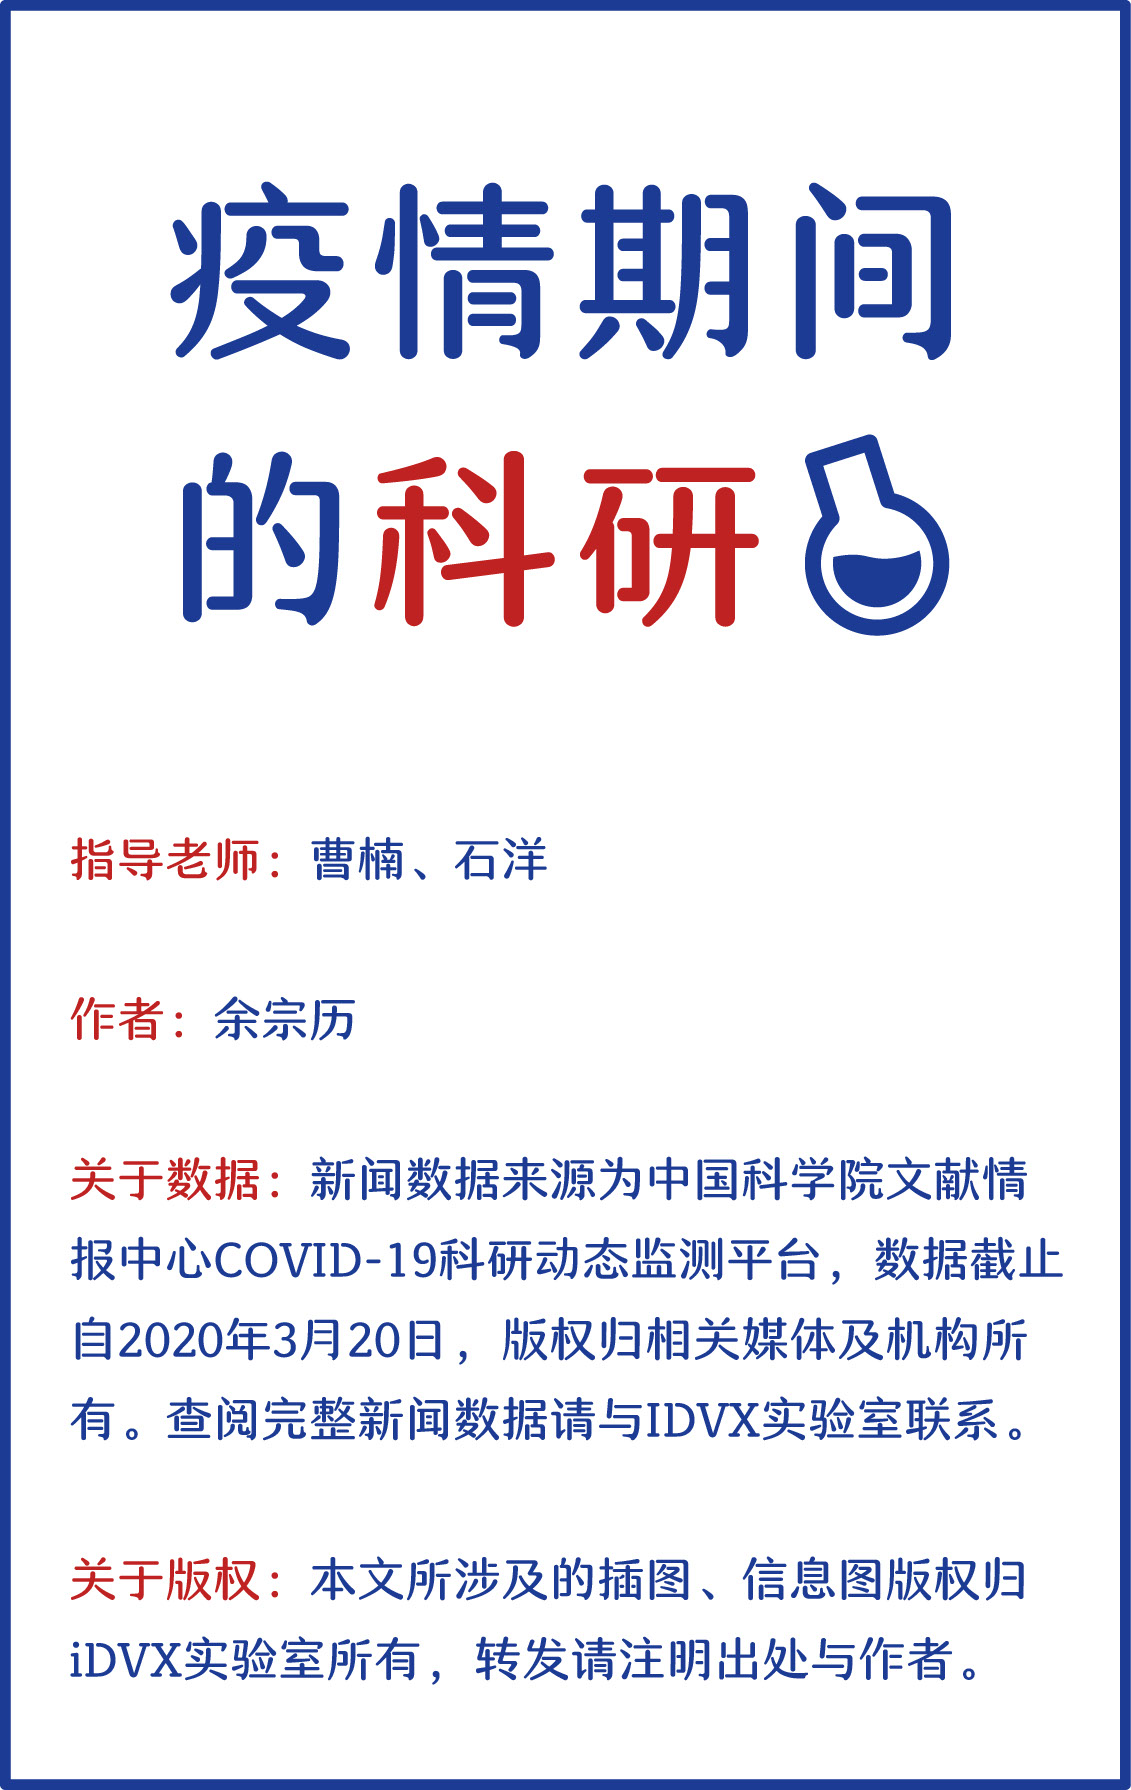 疫情期间
的科研
指导老师：曹楠、石洋
作者：余宗历
关于数据：新闻数据来源为中国科学院文献情
报中心COVID-19科研动态监测平台，数据截止
自2020年3月20日，版权归相关媒体及机构所
有。查阅完整新闻数据请与IDVX实验室联系。
关于版权：本文所涉及的插图、信息图版权归
iDVX实验室所有，转发请注明出处与作者。